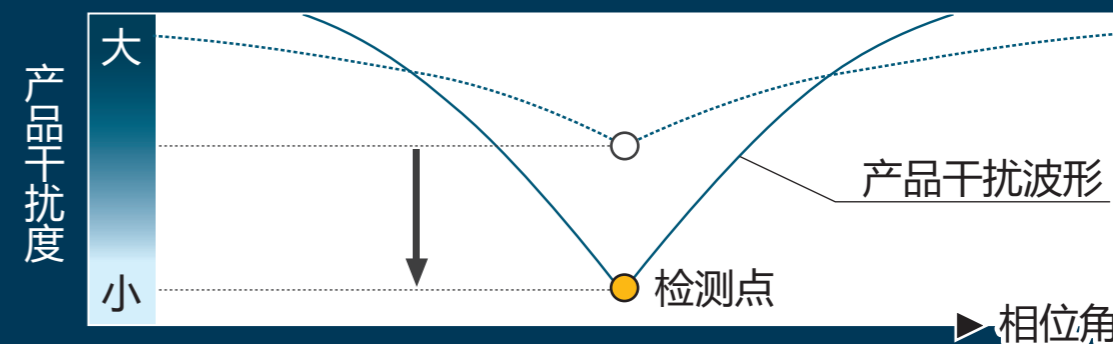 产品干扰度
大
小
产品干扰波形
检测点
▶ 相位角